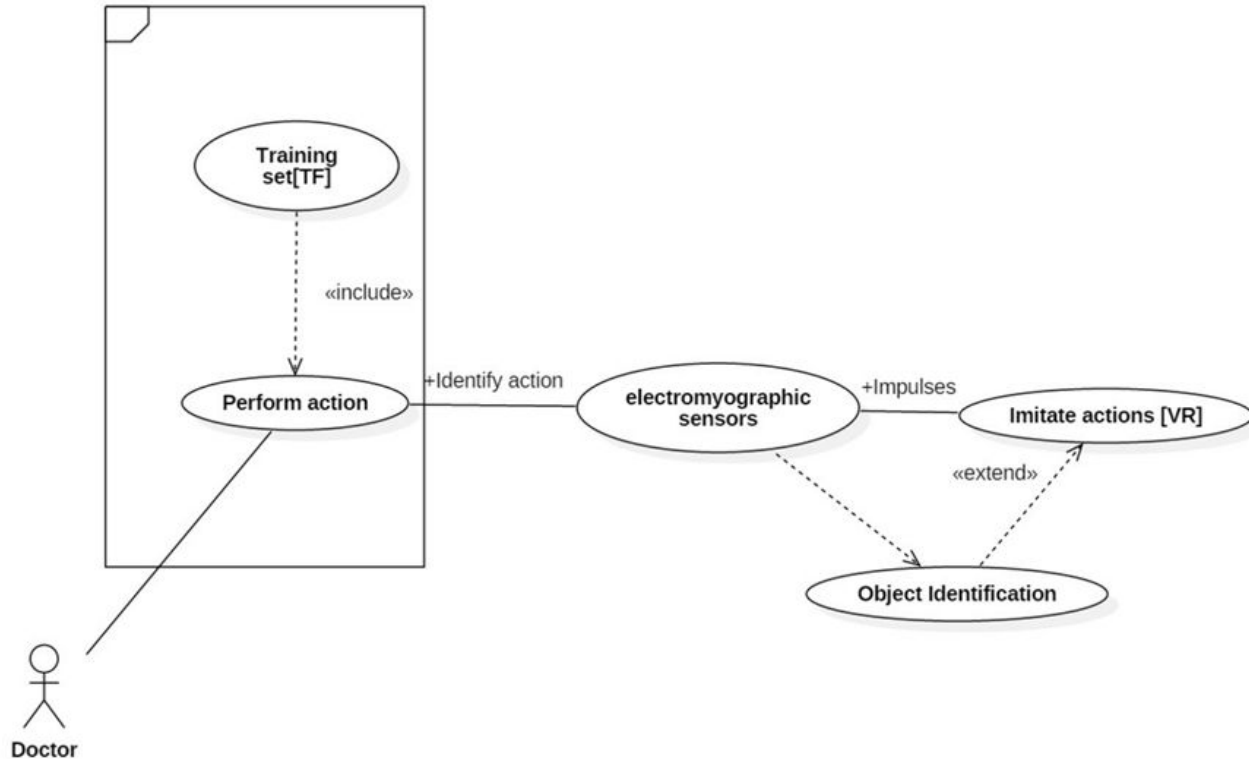 Training
set[TF]
«include»
Perform action
+Identify action
electromyographic
sensors
+Impulses
Imitate actions [VR]
«extend»
Object Identification
Doctor